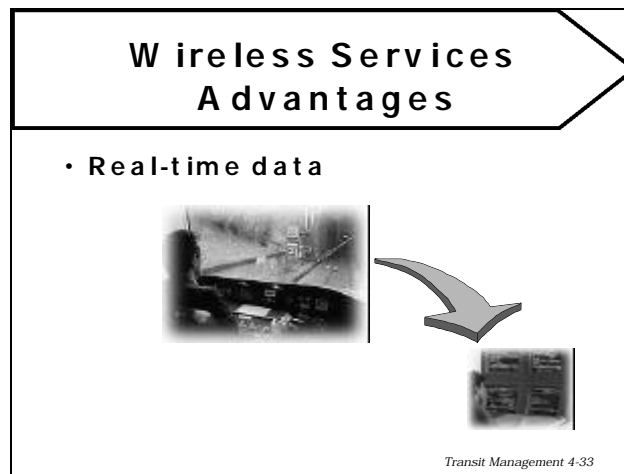 Wireless Services
Advantages
• Real-time data
Transit Management 4-33